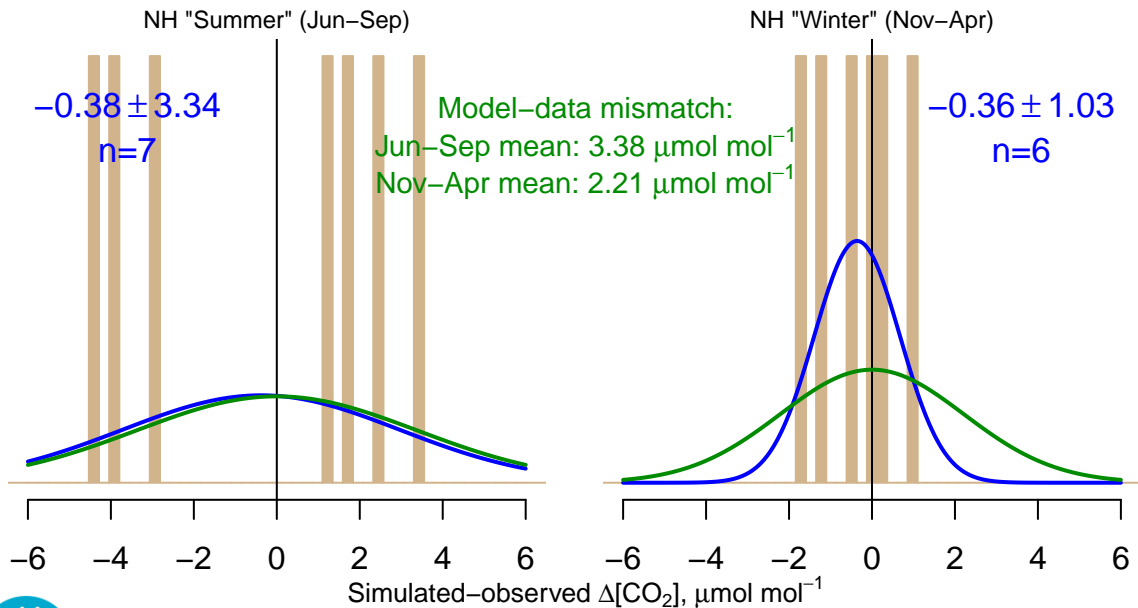 NH "Summer" (Jun−Sep)
NH "Winter" (Nov−Apr)
−0.38 ± 3.34
n=7
Model−data mismatch:
Jun−Sep mean: 3.38 μmol mol⁻¹
Nov−Apr mean: 2.21 μmol mol⁻¹
−0.36 ± 1.03
n=6
−6 −4 −2 0 2 4 6
−6 −4 −2 0 2 4 6
Simulated−observed Δ[CO₂], μmol mol⁻¹